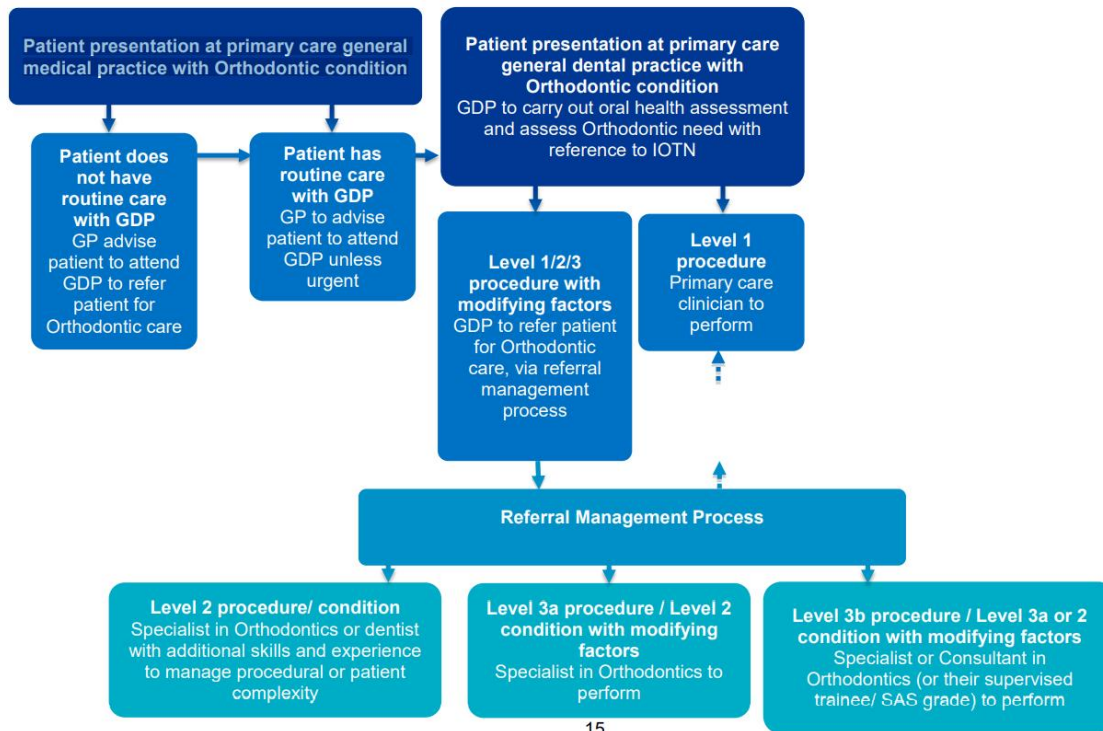 Patient presentation at primary care general
medical practice with Orthodontic condition
Patient presentation at primary care
general dental practice with
Orthodontic condition
GDP to carry out oral health assessment
and assess Orthodontic need with
reference to IOTN
Patient does
not have
routine care
with GDP
GP advise
patient to attend
GDP to refer
patient for
Orthodontic care
Patient has
routine care
with GDP
GP to advise
patient to attend
GDP unless
urgent
Level 1/2/3
procedure with
modifying factors
GDP to refer patient
for Orthodontic
care, via referral
management
process
Level 1
procedure
Primary care
clinician to
perform
Referral Management Process
Level 2 procedure/ condition
Specialist in Orthodontics or dentist
with additional skills and experience
to manage procedural or patient
complexity
Level 3a procedure / Level 2
condition with modifying
factors
Specialist in Orthodontics to
perform
Level 3b procedure / Level 3a or 2
condition with modifying factors
Specialist or Consultant in
Orthodontics (or their supervised
trainee/ SAS grade) to perform
15